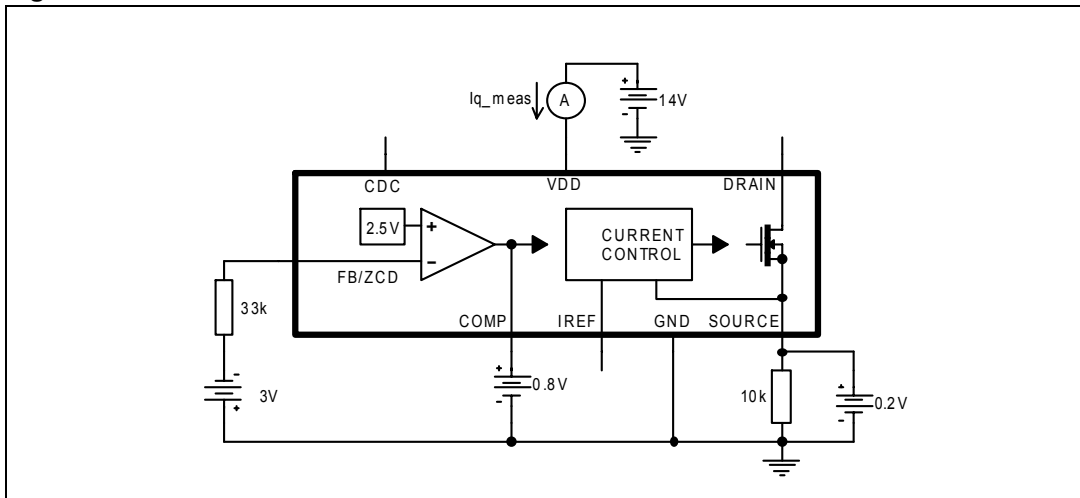 Iq_meas
A
+
-
14V
CDC
VDD
DRAIN
2.5V
+
-
FB/ZCD
CURRENT
CONTROL
33k
COMP
IREF
GND
SOURCE
-
+
3V
+
-
0.8V
10k
+
-
0.2V